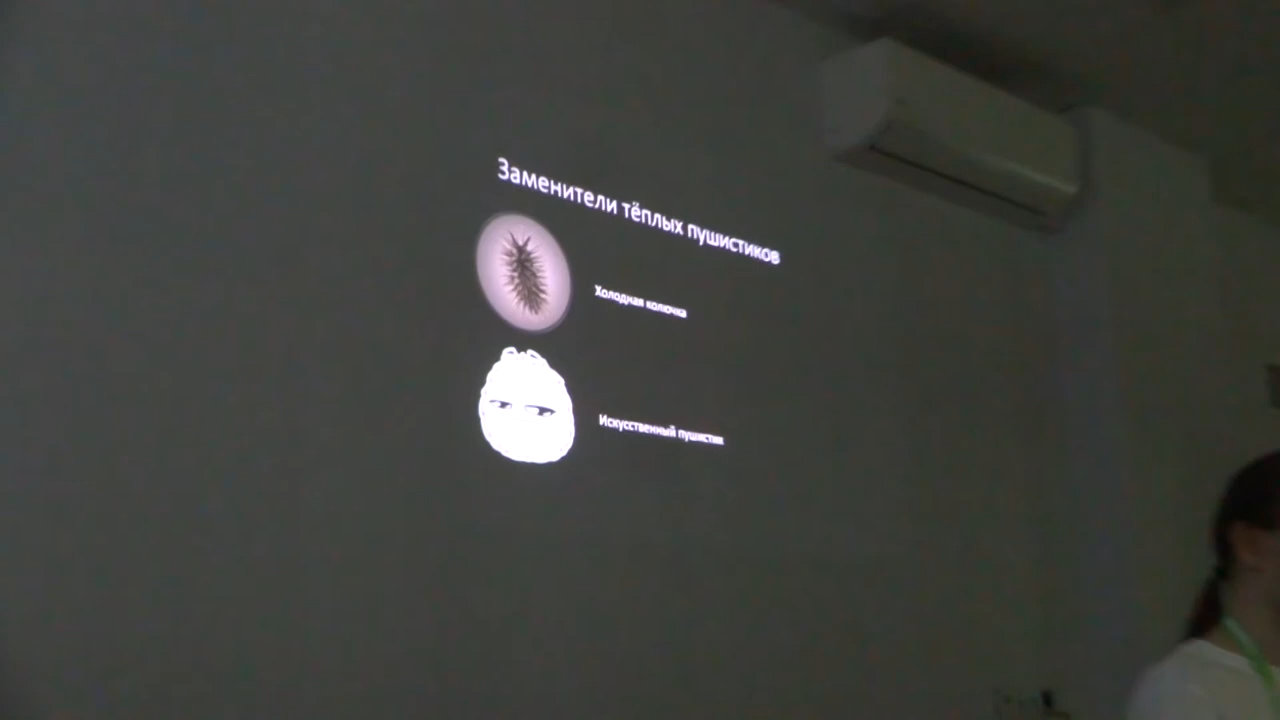 Заменители тёплых пушистиков
Холодная колючка
Искусственный пушистик